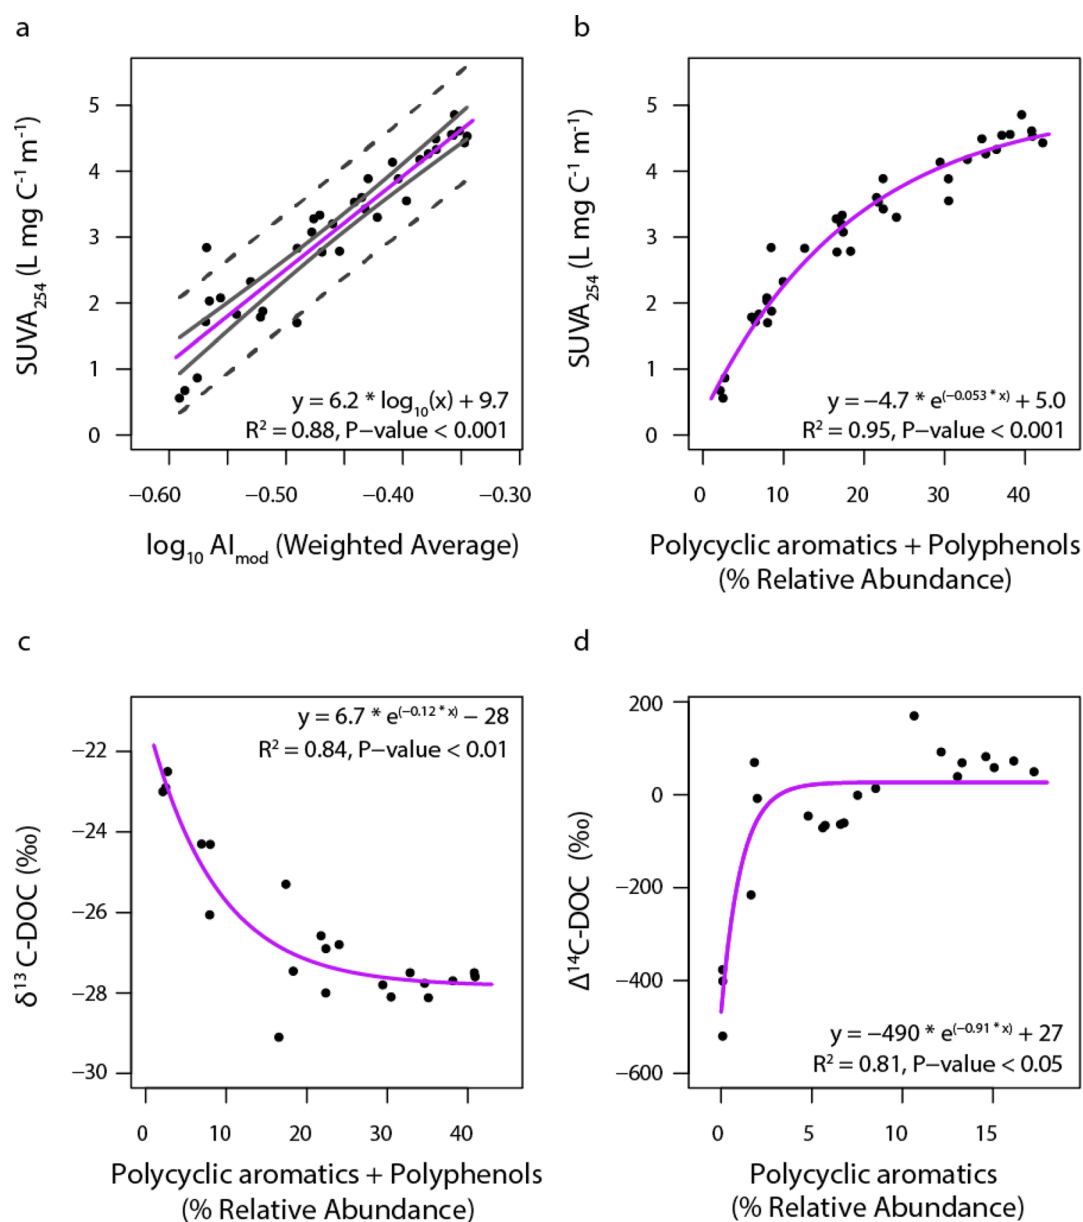 a
SUVA₂₅₄ (L mg C⁻¹ m⁻¹)
5
4
3
2
1
0
y = 6.2 * log₁₀(x) + 9.7
R² = 0.88, P−value < 0.001
−0.60 −0.50 −0.40 −0.30
log₁₀ AI_mod (Weighted Average)
b
SUVA₂₅₄ (L mg C⁻¹ m⁻¹)
5
4
3
2
1
0
y = −4.7 * e^(−0.053 * x) + 5.0
R² = 0.95, P−value < 0.001
0 10 20 30 40
Polycyclic aromatics + Polyphenols
(% Relative Abundance)
c
δ¹³C-DOC (‰)
y = 6.7 * e^(−0.12 * x) − 28
R² = 0.84, P−value < 0.01
−22
−24
−26
−28
−30
0 10 20 30 40
Polycyclic aromatics + Polyphenols
(% Relative Abundance)
d
Δ¹⁴C-DOC (‰)
200
0
−200
−400
−600
y = −490 * e^(−0.91 * x) + 27
R² = 0.81, P−value < 0.05
0 5 10 15
Polycyclic aromatics
(% Relative Abundance)